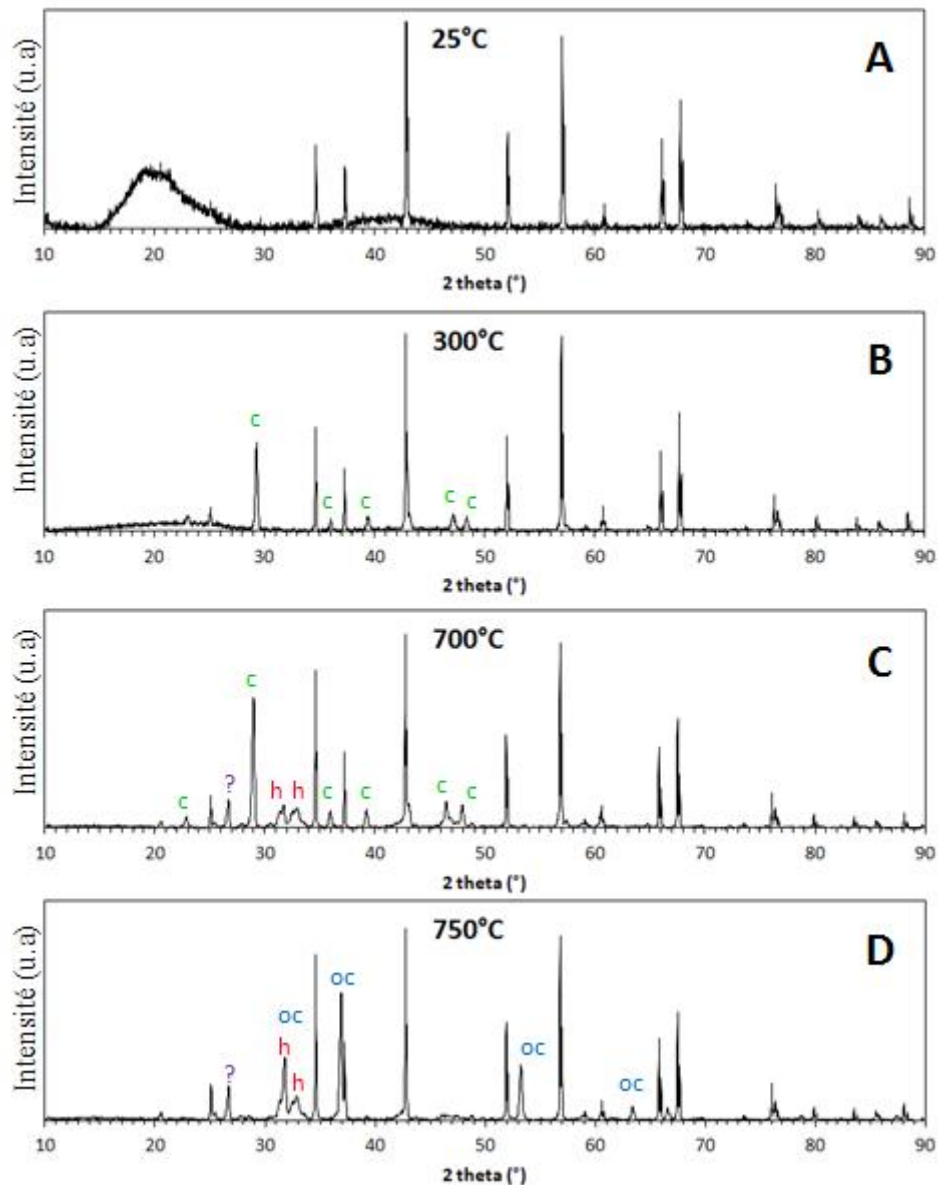 25°C
A
Intensité (u.a)
10 20 30 40 50 60 70 80 90
2 theta (°)
300°C
B
Intensité (u.a)
c
c c c c
10 20 30 40 50 60 70 80 90
2 theta (°)
700°C
C
Intensité (u.a)
c
? h h
c c c c c
10 20 30 40 50 60 70 80 90
2 theta (°)
750°C
D
Intensité (u.a)
oc
oc
oc
h
? h
oc
10 20 30 40 50 60 70 80 90
2 theta (°)